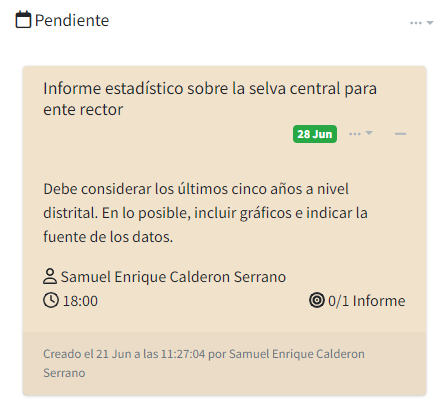 Pendiente
Informe estadístico sobre la selva central para
ente rector
28 Jun
Debe considerar los últimos cinco años a nivel
distrital. En lo posible, incluir gráficos e indicar la
fuente de los datos.
Samuel Enrique Calderon Serrano
18:00 0/1 Informe
Creado el 21 Jun a las 11:27:04 por Samuel Enrique Calderon
Serrano